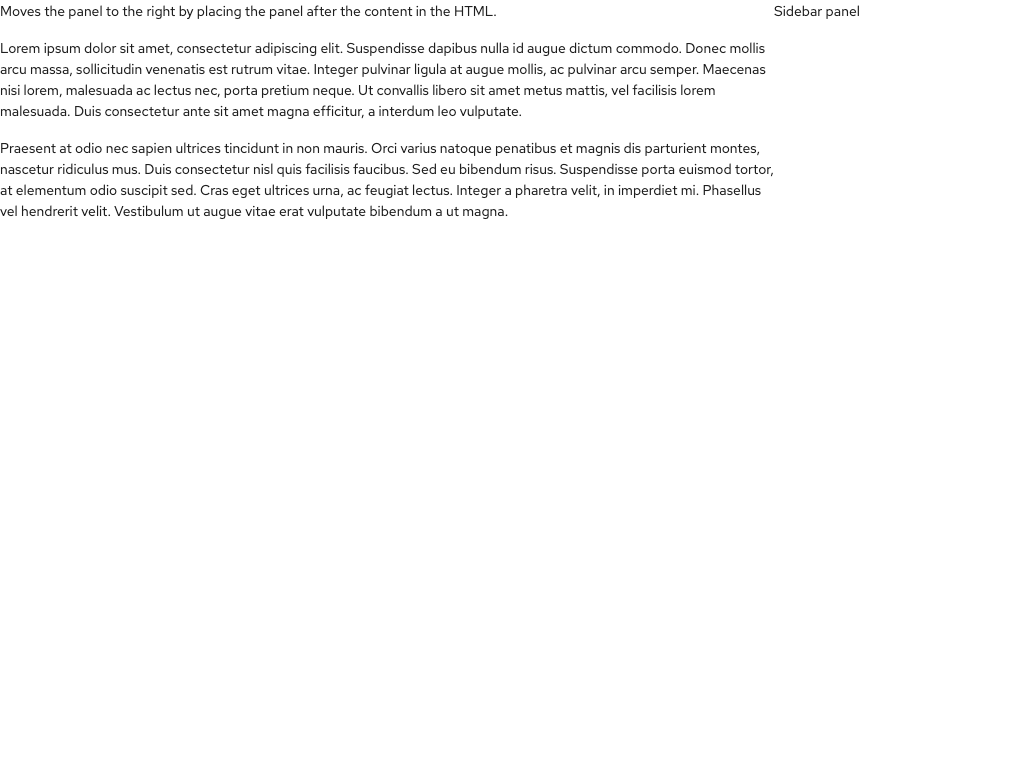 Moves the panel to the right by placing the panel after the content in the HTML.
Lorem ipsum dolor sit amet, consectetur adipiscing elit. Suspendisse dapibus nulla id augue dictum commodo. Donec mollis
arcu massa, sollicitudin venenatis est rutrum vitae. Integer pulvinar ligula at augue mollis, ac pulvinar arcu semper. Maecenas
nisi lorem, malesuada ac lectus nec, porta pretium neque. Ut convallis libero sit amet metus mattis, vel facilisis lorem
malesuada. Duis consectetur ante sit amet magna efficitur, a interdum leo vulputate.
Praesent at odio nec sapien ultrices tincidunt in non mauris. Orci varius natoque penatibus et magnis dis parturient montes,
nascetur ridiculus mus. Duis consectetur nisl quis facilisis faucibus. Sed eu bibendum risus. Suspendisse porta euismod tortor,
at elementum odio suscipit sed. Cras eget ultrices urna, ac feugiat lectus. Integer a pharetra velit, in imperdiet mi. Phasellus
vel hendrerit velit. Vestibulum ut augue vitae erat vulputate bibendum a ut magna.
Sidebar panel